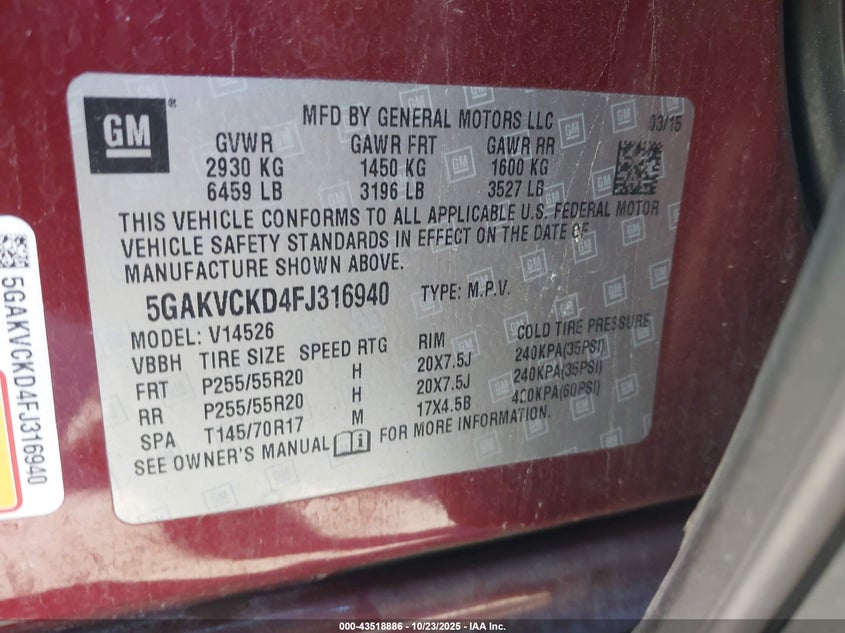 GM
MFD BY GENERAL MOTORS LLC 03/15
GVWR GAWR FRT GAWR RR
2930 KG 1450 KG 1600 KG
6459 LB 3196 LB 3527 LB
THIS VEHICLE CONFORMS TO ALL APPLICABLE U.S. FEDERAL MOTOR
VEHICLE SAFETY STANDARDS IN EFFECT ON THE DATE OF
MANUFACTURE SHOWN ABOVE.
5GAKVCKD4FJ316940 TYPE: M.P.V.
MODEL: V14526
VBBH TIRE SIZE SPEED RTG RIM COLD TIRE PRESSURE
FRT P255/55R20 H 20X7.5J 240KPA(35PSI)
RR P255/55R20 H 20X7.5J 240KPA(35PSI)
SPA T145/70R17 M 17X4.5B 420KPA(60PSI)
SEE OWNER'S MANUAL FOR MORE INFORMATION.
5GAKVCKD4FJ316940
000-43518886 - 10/23/2025 - IAA Inc.